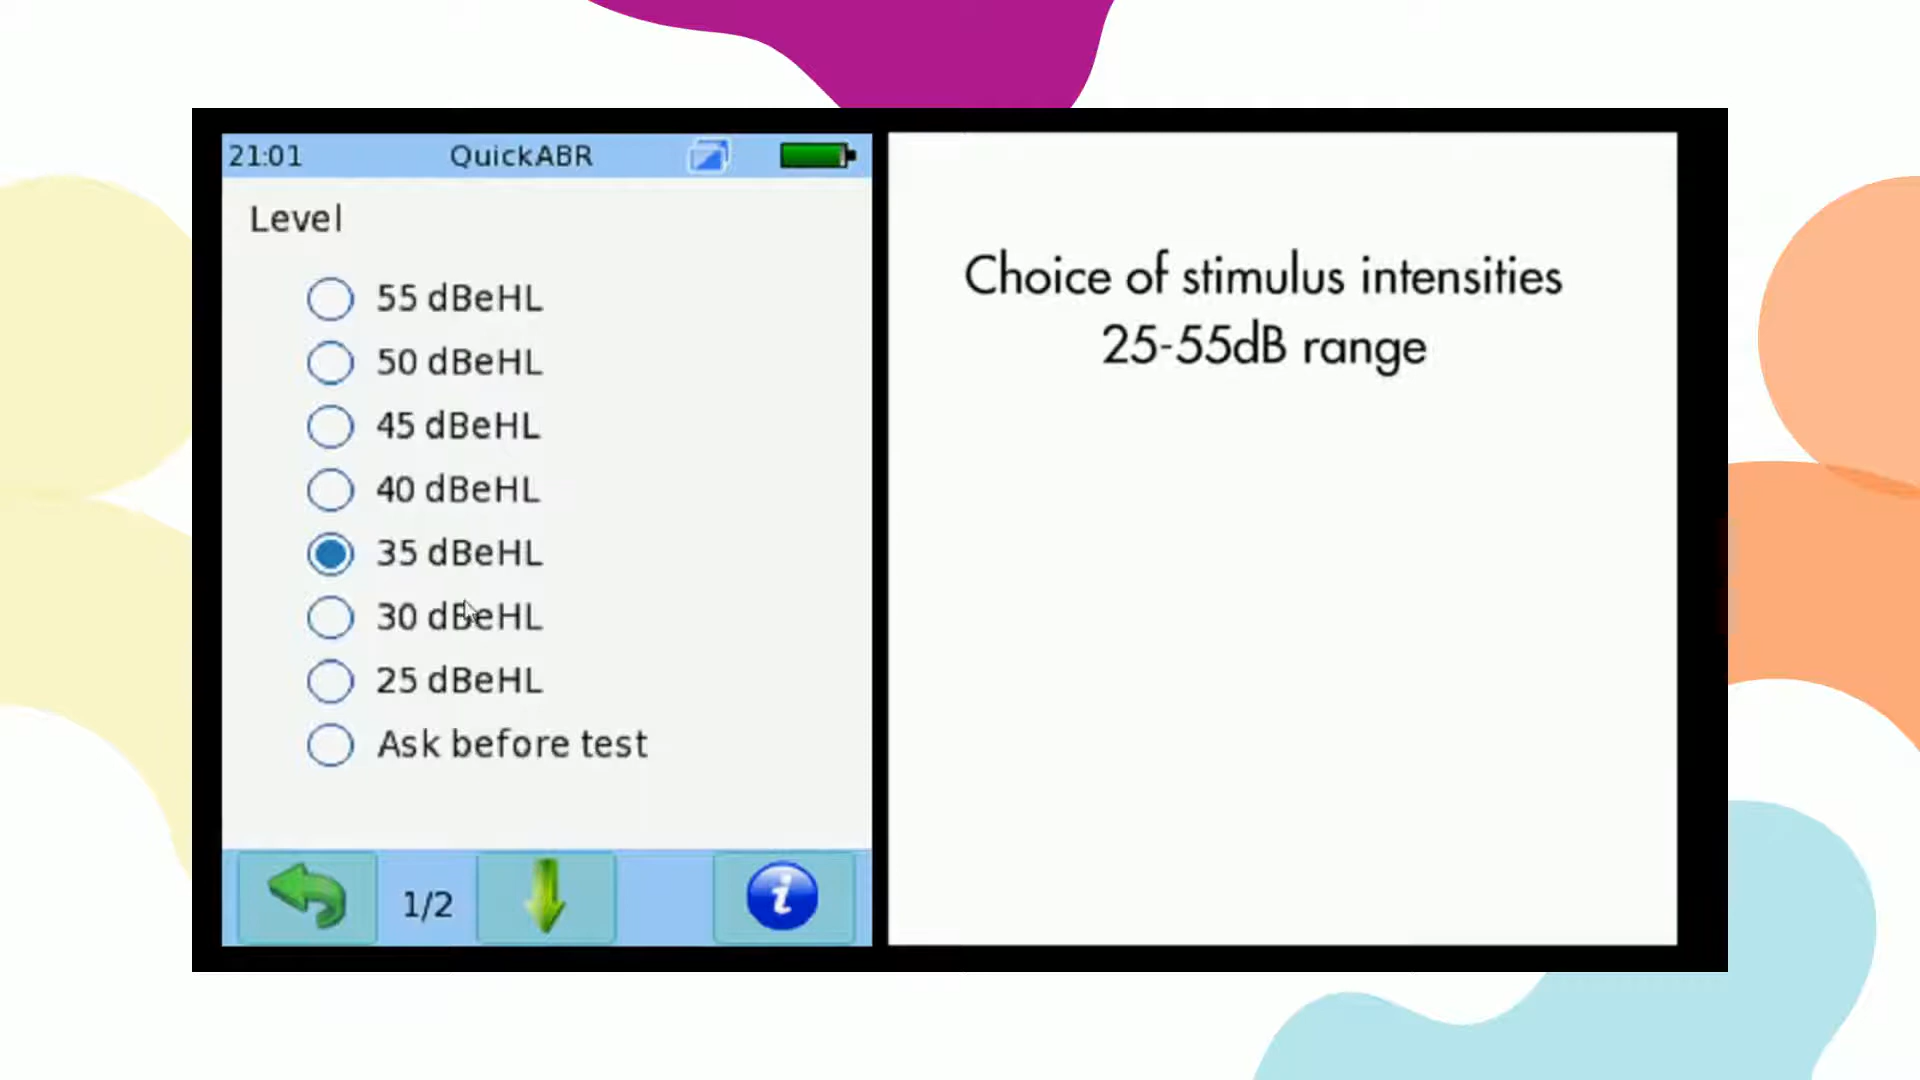 21:01 QuickABR
Level
55 dBeHL
50 dBeHL
45 dBeHL
40 dBeHL
35 dBeHL
30 dBeHL
25 dBeHL
Ask before test
1/2
i
Choice of stimulus intensities
25-55dB range